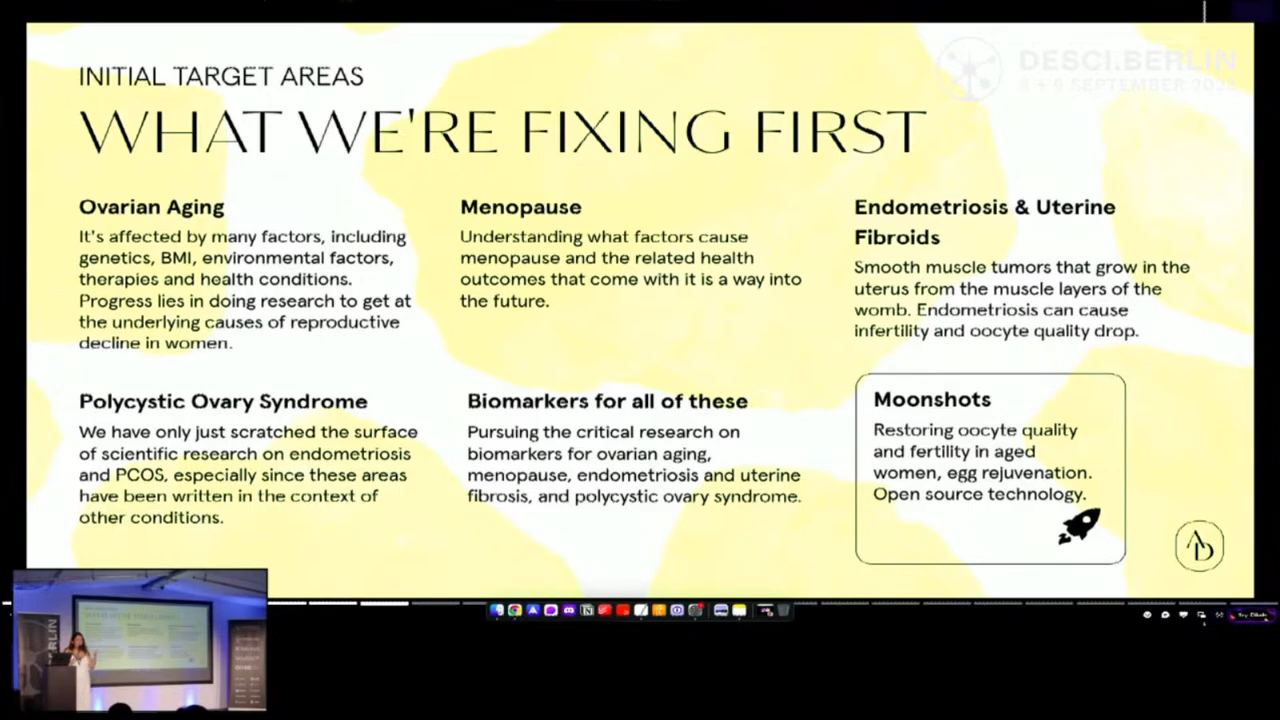 DESCI.BERLIN
INITIAL TARGET AREAS
WHAT WE'RE FIXING FIRST
Ovarian Aging
It's affected by many factors, including
genetics, BMI, environmental factors,
therapies and health conditions.
Progress lies in doing research to get at
the underlying causes of reproductive
decline in women.
Menopause
Understanding what factors cause
menopause and the related health
outcomes that come with it is a way into
the future.
Endometriosis & Uterine
Fibroids
Smooth muscle tumors that grow in the
uterus from the muscle layers of the
womb. Endometriosis can cause
infertility and oocyte quality drop.
Polycystic Ovary Syndrome
We have only just scratched the surface
of scientific research on endometriosis
and PCOS, especially since these areas
have been written in the context of
other conditions.
Biomarkers for all of these
Pursuing the critical research on
biomarkers for ovarian aging,
menopause, endometriosis and uterine
fibrosis, and polycystic ovary syndrome.
Moonshots
Restoring oocyte quality
and fertility in aged
women, egg rejuvenation.
Open source technology.
AD
BERLIN